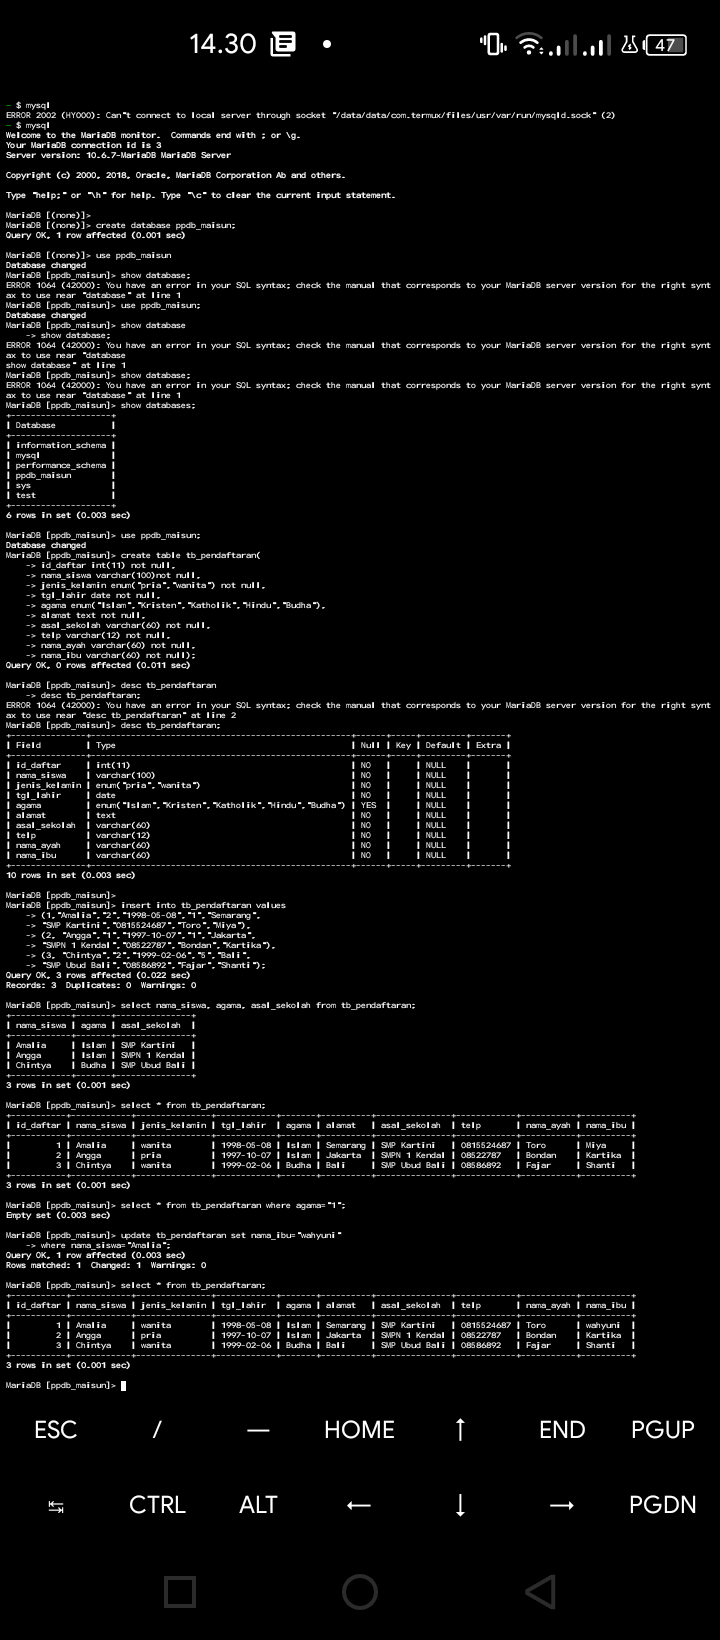 14.30
47
~ $ mysql
ERROR 2002 (HY000): Can't connect to local server through socket '/data/data/com.termux/files/usr/var/run/mysqld.sock' (2)
~ $ mysql
Welcome to the MariaDB monitor.  Commands end with ; or \g.
Your MariaDB connection id is 3
Server version: 10.6.7-MariaDB MariaDB Server
Copyright (c) 2000, 2018, Oracle, MariaDB Corporation Ab and others.
Type 'help;' or '\h' for help. Type '\c' to clear the current input statement.
MariaDB [(none)]>
MariaDB [(none)]> create database ppdb_maisun;
Query OK, 1 row affected (0.001 sec)
MariaDB [(none)]> use ppdb_maisun
Database changed
MariaDB [ppdb_maisun]> show database;
ERROR 1064 (42000): You have an error in your SQL syntax; check the manual that corresponds to your MariaDB server version for the right synt
ax to use near 'database' at line 1
MariaDB [ppdb_maisun]> use ppdb_maisun;
Database changed
MariaDB [ppdb_maisun]> show database
    -> show database;
ERROR 1064 (42000): You have an error in your SQL syntax; check the manual that corresponds to your MariaDB server version for the right synt
ax to use near 'database
show database' at line 1
MariaDB [ppdb_maisun]> show database;
ERROR 1064 (42000): You have an error in your SQL syntax; check the manual that corresponds to your MariaDB server version for the right synt
ax to use near 'database' at line 1
MariaDB [ppdb_maisun]> show databases;
+--------------------+
| Database           |
+--------------------+
| information_schema |
| mysql              |
| performance_schema |
| ppdb_maisun        |
| sys                |
| test               |
+--------------------+
6 rows in set (0.003 sec)
MariaDB [ppdb_maisun]> use ppdb_maisun;
Database changed
MariaDB [ppdb_maisun]> create table tb_pendaftaran(
    -> id_daftar int(11) not null,
    -> nama_siswa varchar(100)not null,
    -> jenis_kelamin enum('pria','wanita') not null,
    -> tgl_lahir date not null,
    -> agama enum('Islam','Kristen','Katholik','Hindu','Budha'),
    -> alamat text not null,
    -> asal_sekolah varchar(60) not null,
    -> telp varchar(12) not null,
    -> nama_ayah varchar(60) not null,
    -> nama_ibu varchar(60) not null);
Query OK, 0 rows affected (0.011 sec)
MariaDB [ppdb_maisun]> desc tb_pendaftaran
    -> desc tb_pendaftaran;
ERROR 1064 (42000): You have an error in your SQL syntax; check the manual that corresponds to your MariaDB server version for the right synt
ax to use near 'desc tb_pendaftaran' at line 2
MariaDB [ppdb_maisun]> desc tb_pendaftaran;
| Field         | Type                                               | Null | Key | Default | Extra |
| id_daftar     | int(11)                                            | NO   |     | NULL    |       |
| nama_siswa    | varchar(100)                                       | NO   |     | NULL    |       |
| jenis_kelamin | enum('pria','wanita')                              | NO   |     | NULL    |       |
| tgl_lahir     | date                                               | NO   |     | NULL    |       |
| agama         | enum('Islam','Kristen','Katholik','Hindu','Budha') | YES  |     | NULL    |       |
| alamat        | text                                               | NO   |     | NULL    |       |
| asal_sekolah  | varchar(60)                                        | NO   |     | NULL    |       |
| telp          | varchar(12)                                        | NO   |     | NULL    |       |
| nama_ayah     | varchar(60)                                        | NO   |     | NULL    |       |
| nama_ibu      | varchar(60)                                        | NO   |     | NULL    |       |
10 rows in set (0.003 sec)
MariaDB [ppdb_maisun]>
MariaDB [ppdb_maisun]> insert into tb_pendaftaran values
    -> (1,'Amalia','2','1998-05-08','1','Semarang',
    -> 'SMP Kartini','0815524687','Toro','Miya'),
    -> (2, 'Angga','1','1997-10-07','1','Jakarta',
    -> 'SMPN 1 Kendal','08522787','Bondan','Kartika'),
    -> (3, 'Chintya','2','1999-02-06','5','Bali',
    -> 'SMP Ubud Bali','08586892','Fajar','Shanti');
Query OK, 3 rows affected (0.022 sec)
Records: 3  Duplicates: 0  Warnings: 0
MariaDB [ppdb_maisun]> select nama_siswa, agama, asal_sekolah from tb_pendaftaran;
| nama_siswa | agama | asal_sekolah  |
| Amalia     | Islam | SMP Kartini   |
| Angga      | Islam | SMPN 1 Kendal |
| Chintya    | Budha | SMP Ubud Bali |
3 rows in set (0.001 sec)
MariaDB [ppdb_maisun]> select * from tb_pendaftaran;
| id_daftar | nama_siswa | jenis_kelamin | tgl_lahir  | agama | alamat   | asal_sekolah  | telp       | nama_ayah | nama_ibu |
| 1 | Amalia     | wanita        | 1998-05-08 | Islam | Semarang | SMP Kartini   | 0815524687 | Toro      | Miya     |
| 2 | Angga      | pria          | 1997-10-07 | Islam | Jakarta  | SMPN 1 Kendal | 08522787   | Bondan    | Kartika  |
| 3 | Chintya    | wanita        | 1999-02-06 | Budha | Bali     | SMP Ubud Bali | 08586892   | Fajar     | Shanti   |
3 rows in set (0.001 sec)
MariaDB [ppdb_maisun]> select * from tb_pendaftaran where agama='1';
Empty set (0.003 sec)
MariaDB [ppdb_maisun]> update tb_pendaftaran set nama_ibu='wahyuni'
    -> where nama_siswa='Amalia';
Query OK, 1 row affected (0.003 sec)
Rows matched: 1  Changed: 1  Warnings: 0
MariaDB [ppdb_maisun]> select * from tb_pendaftaran;
| id_daftar | nama_siswa | jenis_kelamin | tgl_lahir  | agama | alamat   | asal_sekolah  | telp       | nama_ayah | nama_ibu |
| 1 | Amalia     | wanita        | 1998-05-08 | Islam | Semarang | SMP Kartini   | 0815524687 | Toro      | wahyuni  |
| 2 | Angga      | pria          | 1997-10-07 | Islam | Jakarta  | SMPN 1 Kendal | 08522787   | Bondan    | Kartika  |
| 3 | Chintya    | wanita        | 1999-02-06 | Budha | Bali     | SMP Ubud Bali | 08586892   | Fajar     | Shanti   |
3 rows in set (0.001 sec)
MariaDB [ppdb_maisun]>
ESC / — HOME ↑ END PGUP
↹ CTRL ALT ← ↓ → PGDN